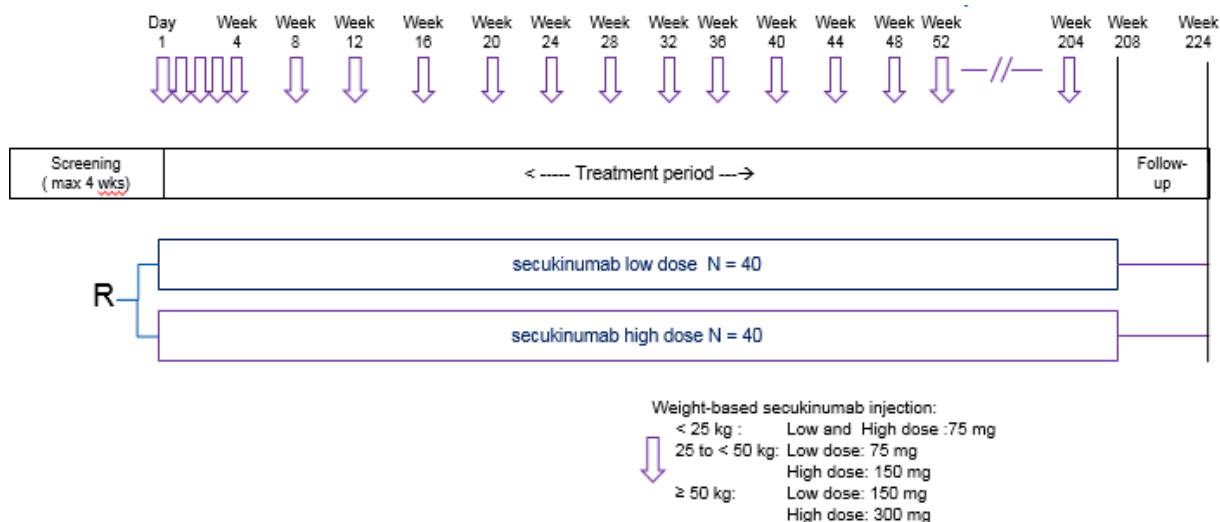 Day Week Week Week Week Week Week Week Week Week Week Week Week Week Week Week Week
1 4 8 12 16 20 24 28 32 36 40 44 48 52 204 208 224
//
Screening
( max 4 wks)
< ----- Treatment period ---→
Follow-
up
secukinumab low dose N = 40
R
secukinumab high dose N = 40
Weight-based secukinumab injection:
< 25 kg : Low and High dose :75 mg
25 to < 50 kg: Low dose: 75 mg
High dose: 150 mg
≥ 50 kg: Low dose: 150 mg
High dose: 300 mg